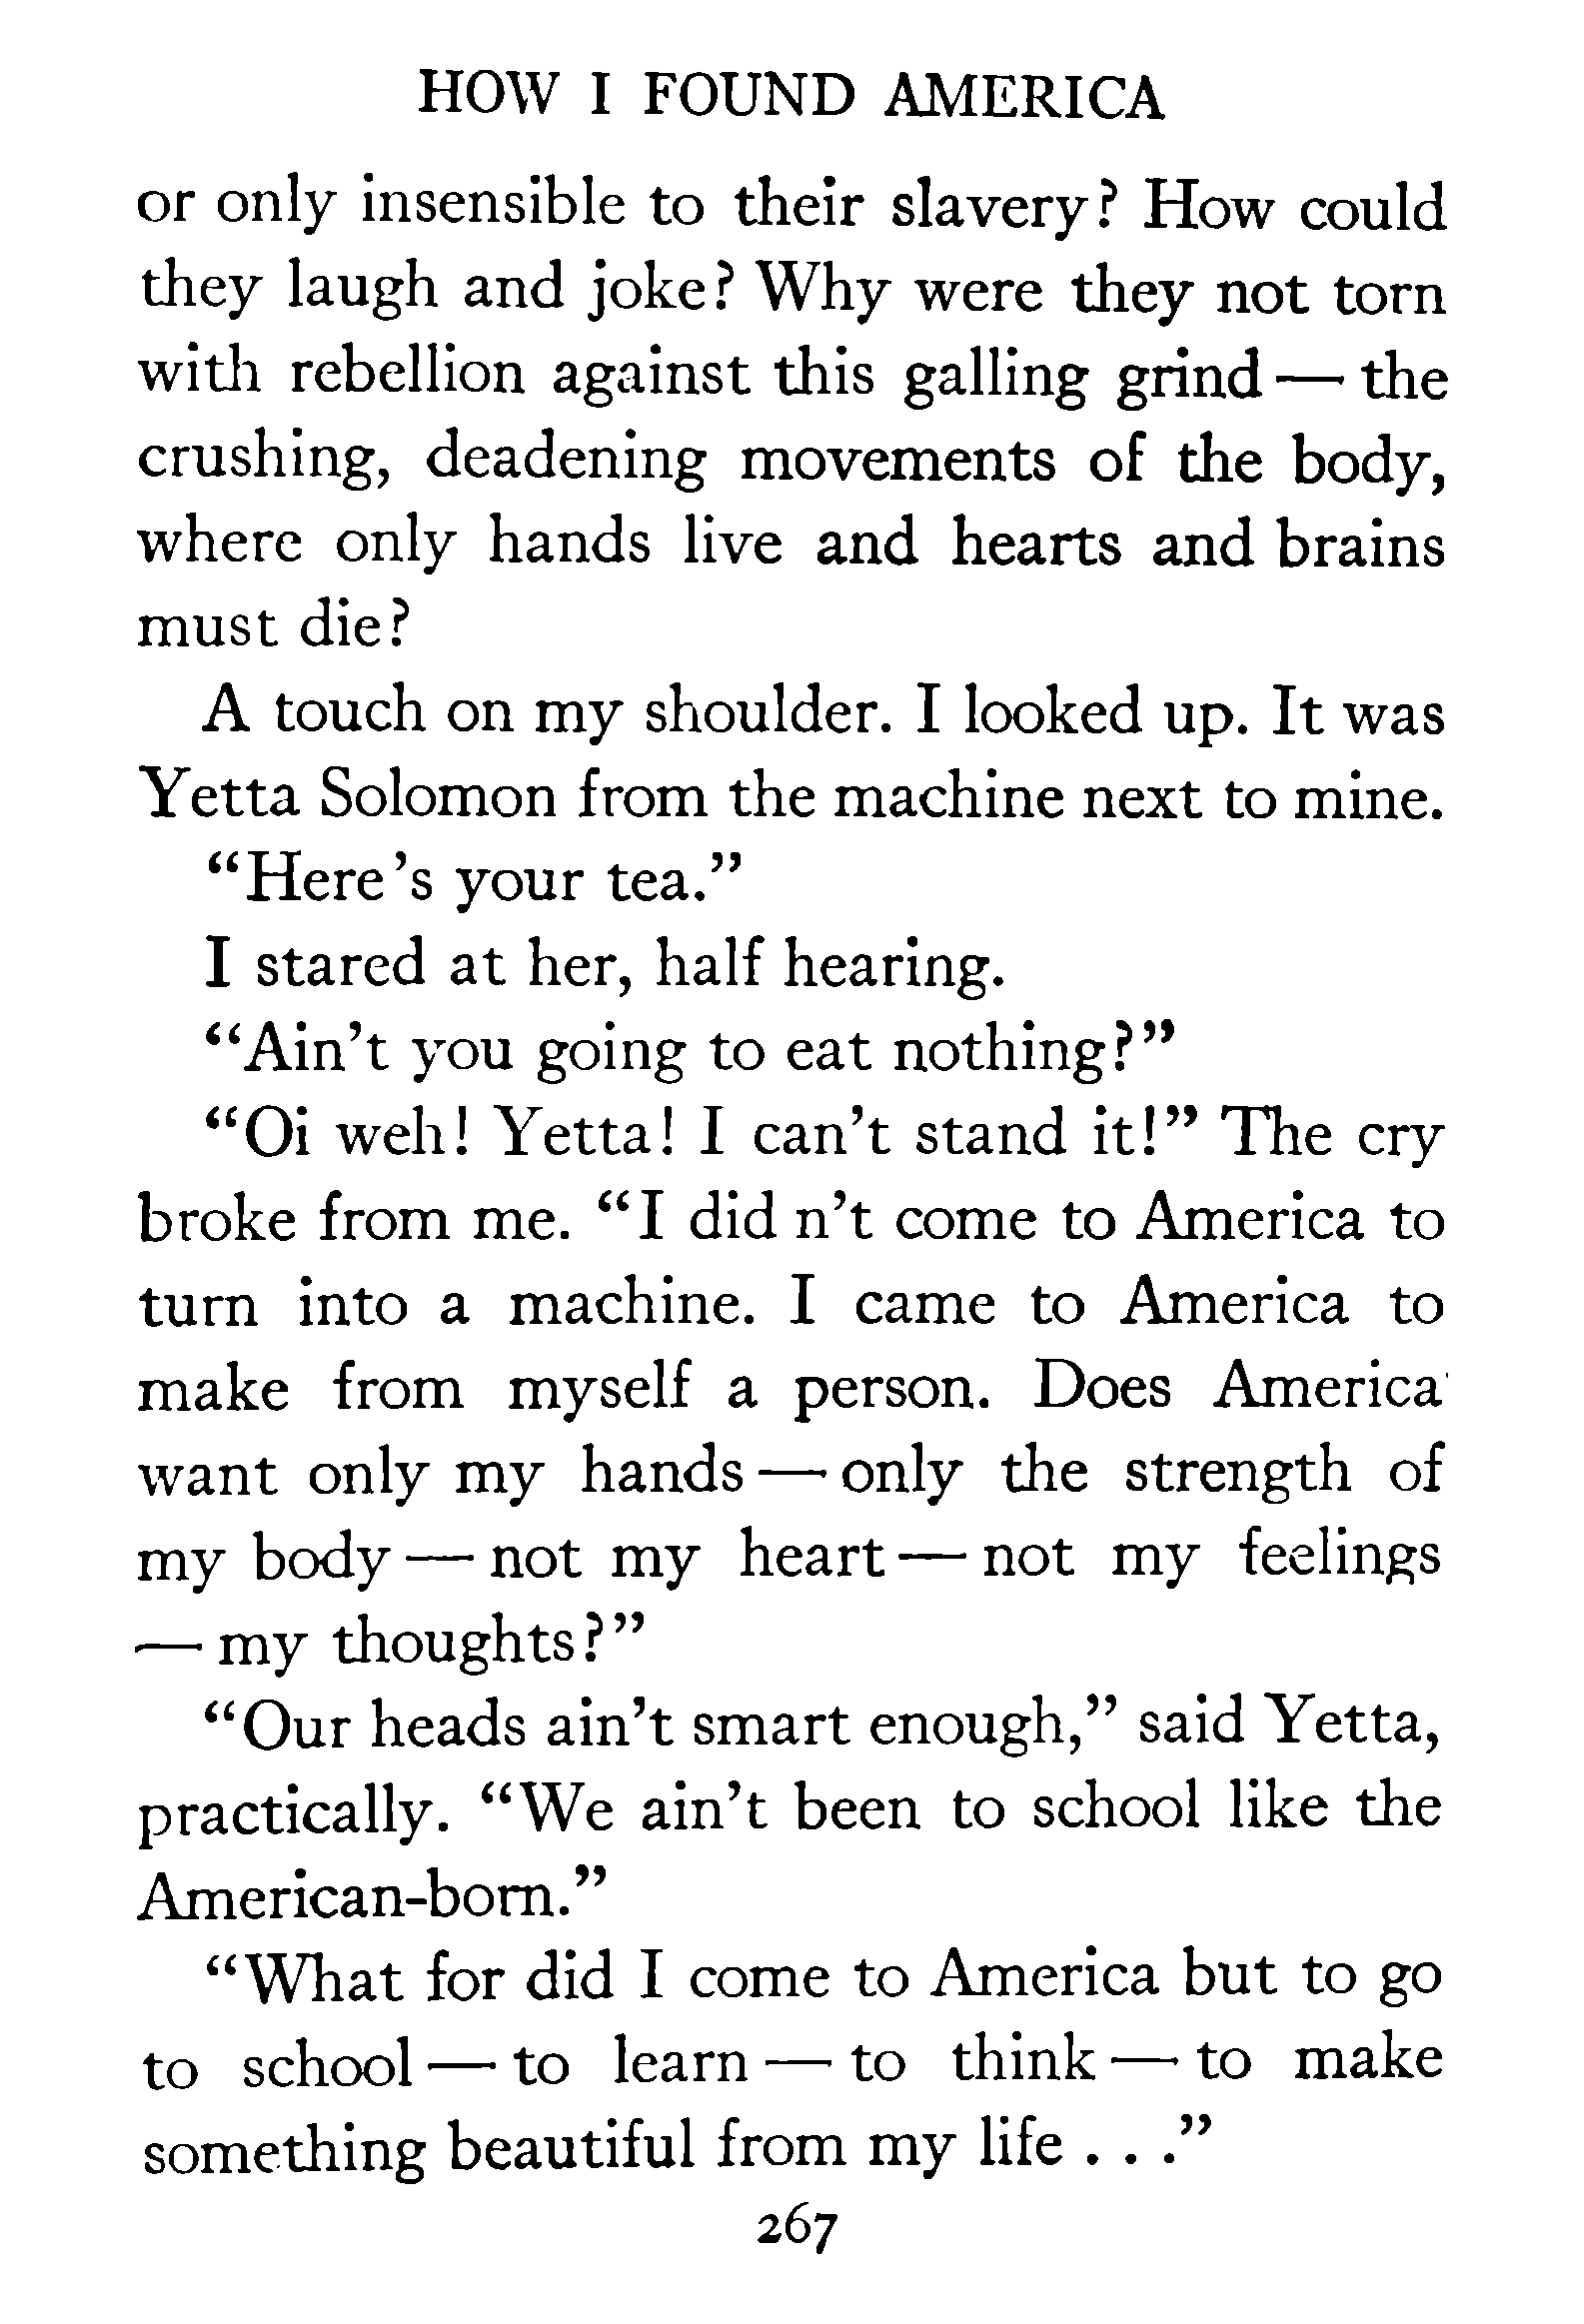 HOW I FOUND AMERICA
or only insensible to their slavery? How could
they laugh and joke? Why were they not torn
with rebellion against this galling grind — the
crushing, deadening movements of the body,
where only hands live and hearts and brains
must die?
A touch on my shoulder. I looked up. It was
Yetta Solomon from the machine next to mine.
“Here’s your tea.”
I stared at her, half hearing.
“Ain’t you going to eat nothing?”
“Oi weh! Yetta! I can’t stand it!” The cry
broke from me. “I did n’t come to America to
turn into a machine. I came to America to
make from myself a person. Does America
want only my hands — only the strength of
my body — not my heart — not my feelings
— my thoughts?”
“Our heads ain’t smart enough,” said Yetta,
practically. “We ain’t been to school like the
American-born.”
“What for did I come to America but to go
to school — to learn — to think — to make
something beautiful from my life . . .”
267